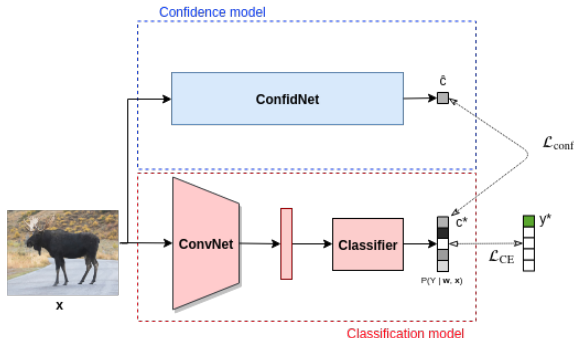 Confidence model
ConfidNet
ĉ
ℒconf
ConvNet
Classifier
c*
y*
ℒCE
P(Y | w, x)
x
Classification model